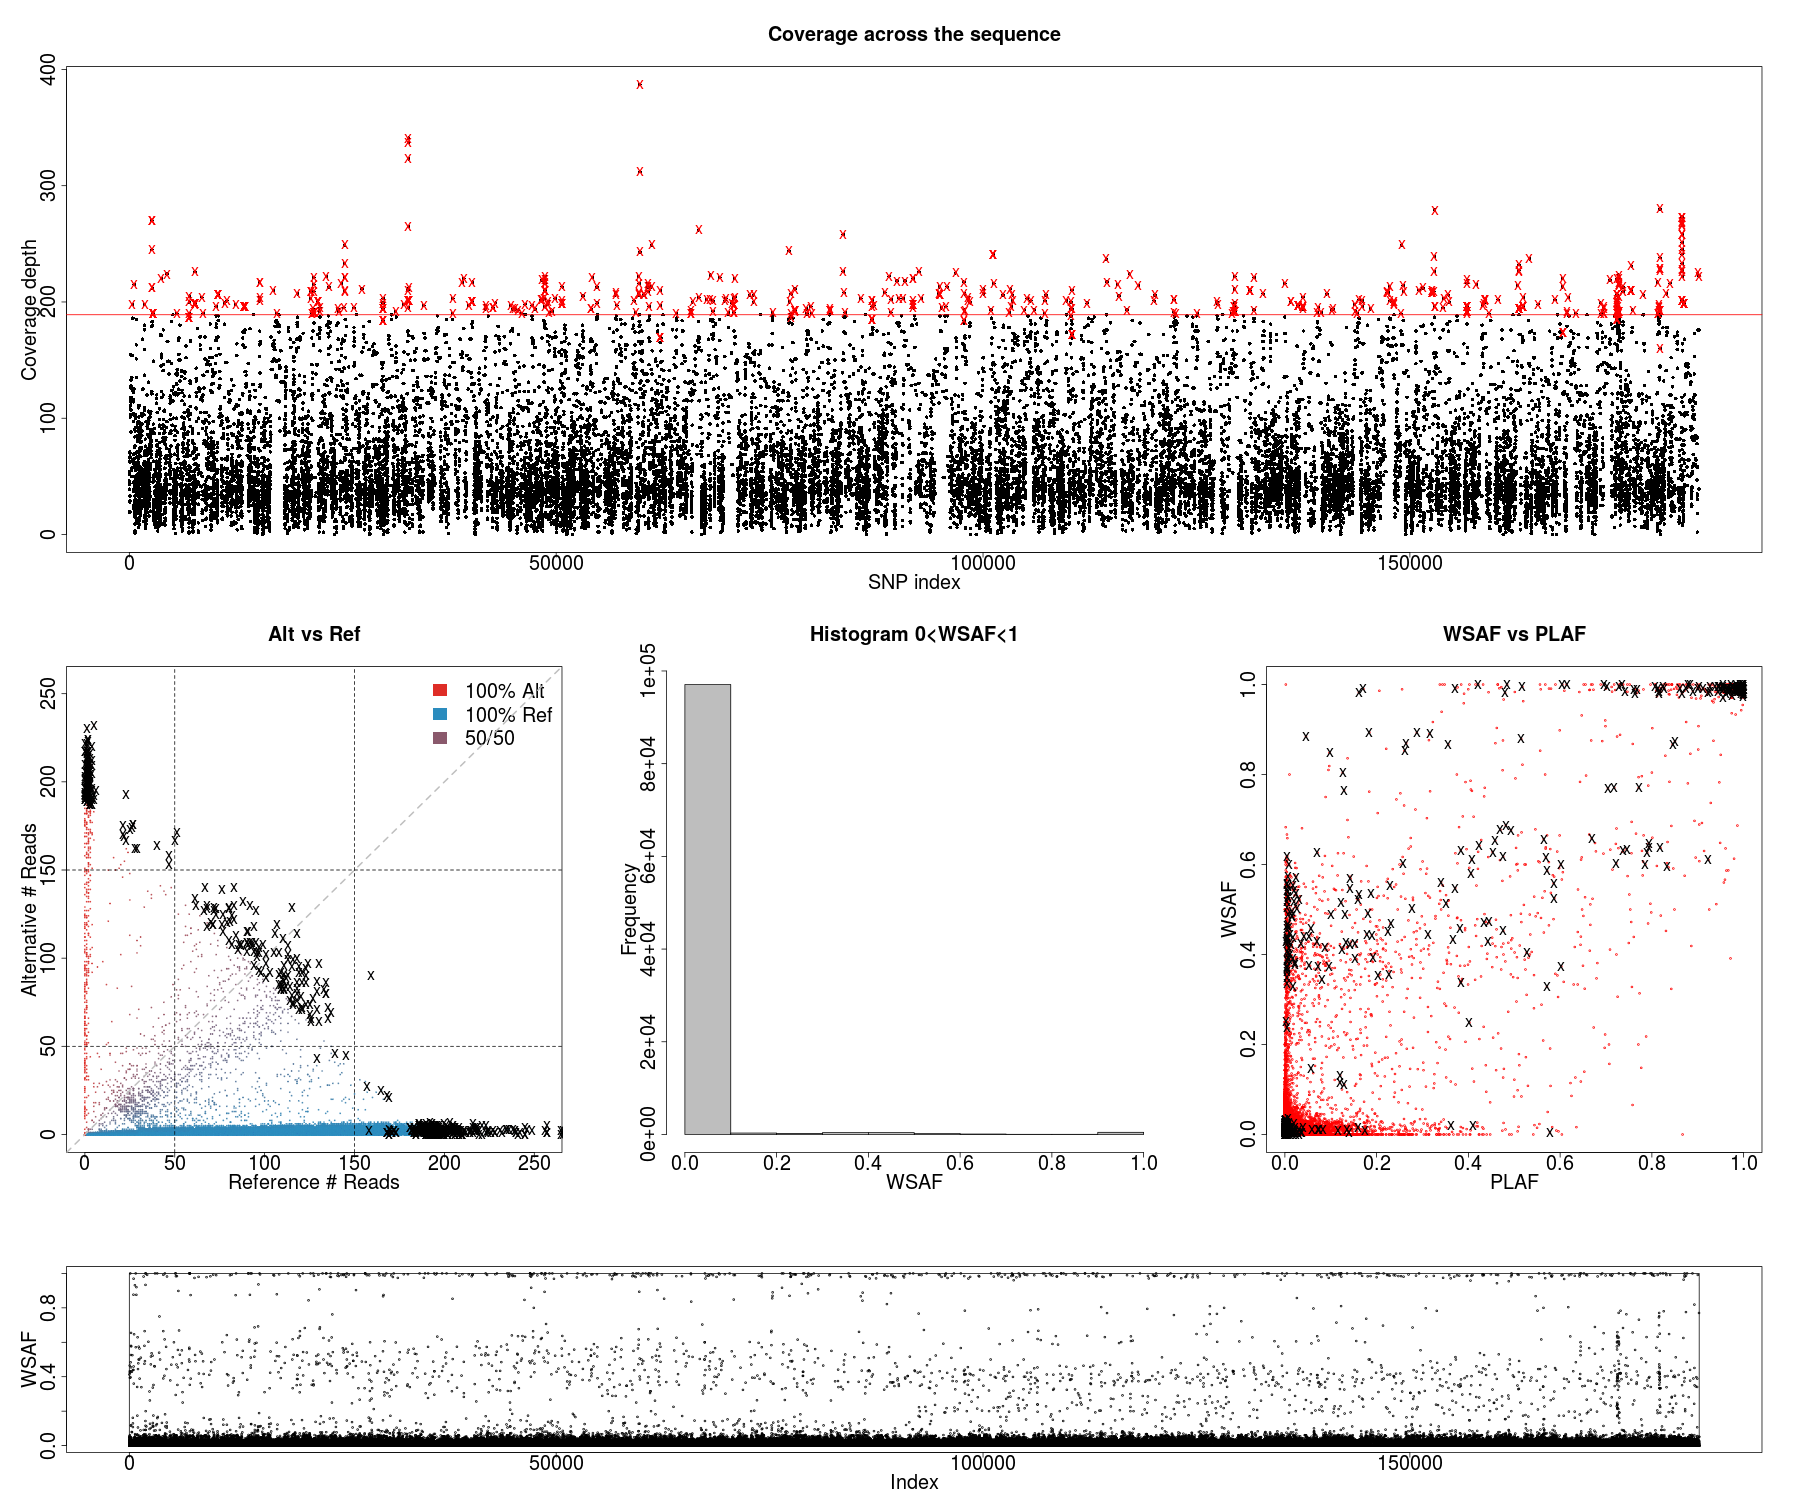 Coverage across the sequence
Coverage depth
400
300
200
100
0
0 50000 100000 150000
SNP index
Alt vs Ref
Alternative # Reads
250
200
150
100
50
0
100% Alt
100% Ref
50/50
0 50 100 150 200 250
Reference # Reads
Histogram 0<WSAF<1
Frequency
1e+05
8e+04
6e+04
4e+04
2e+04
0e+00
0.0 0.2 0.4 0.6 0.8 1.0
WSAF
WSAF vs PLAF
WSAF
1.0
0.8
0.6
0.4
0.2
0.0
0.0 0.2 0.4 0.6 0.8 1.0
PLAF
WSAF
0.8
0.4
0.0
0 50000 100000 150000
Index